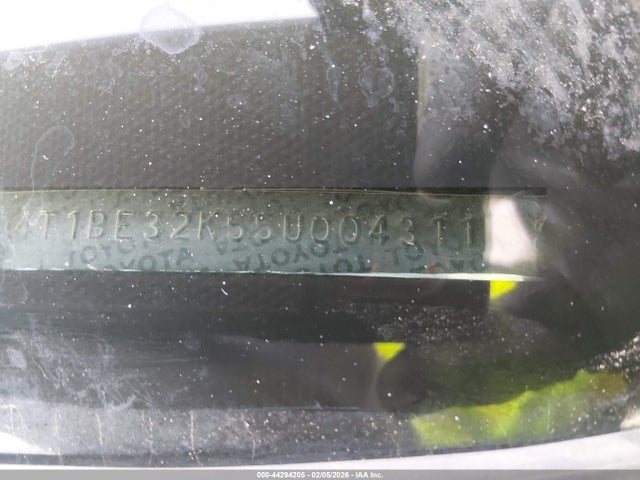 4T1BE32K55U004311
TOYOTA TOYOTA TOYOTA
000-44294205 - 02/05/2026 - IAA Inc.